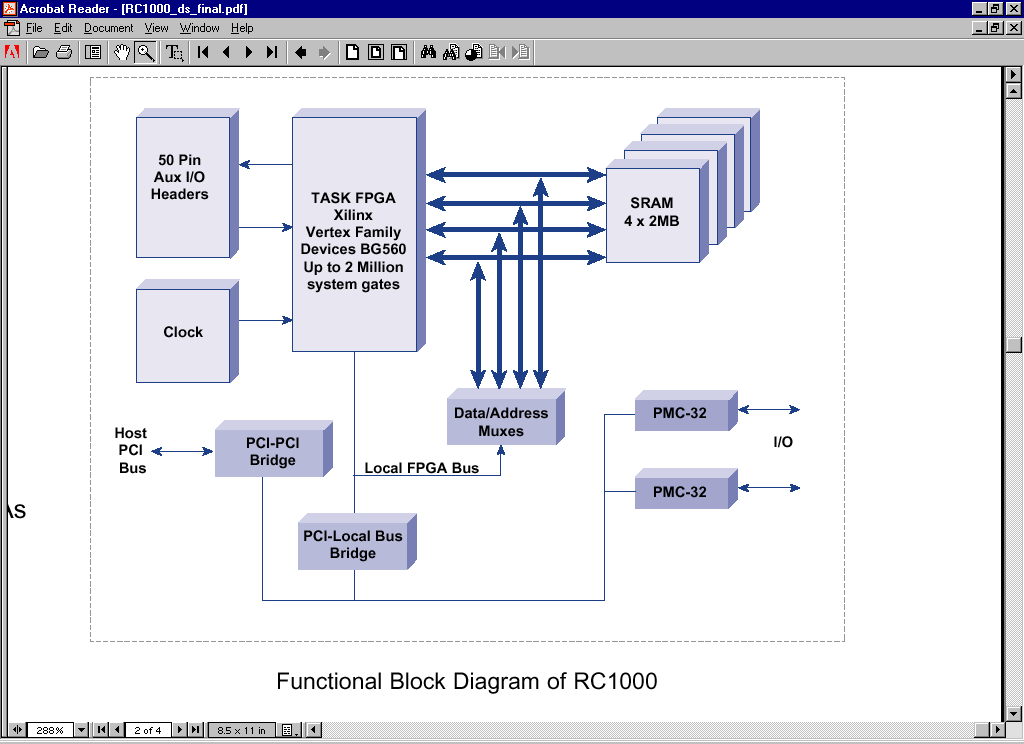 Acrobat Reader - [RC1000_ds_final.pdf]
File Edit Document View Window Help
50 Pin
Aux I/O
Headers
TASK FPGA
Xilinx
Vertex Family
Devices BG560
Up to 2 Million
system gates
SRAM
4 x 2MB
Clock
Data/Address
Muxes
PMC-32
I/O
PMC-32
Host
PCI
Bus
PCI-PCI
Bridge
Local FPGA Bus
PCI-Local Bus
Bridge
Functional Block Diagram of RC1000
288%
2 of 4
8.5 x 11 in